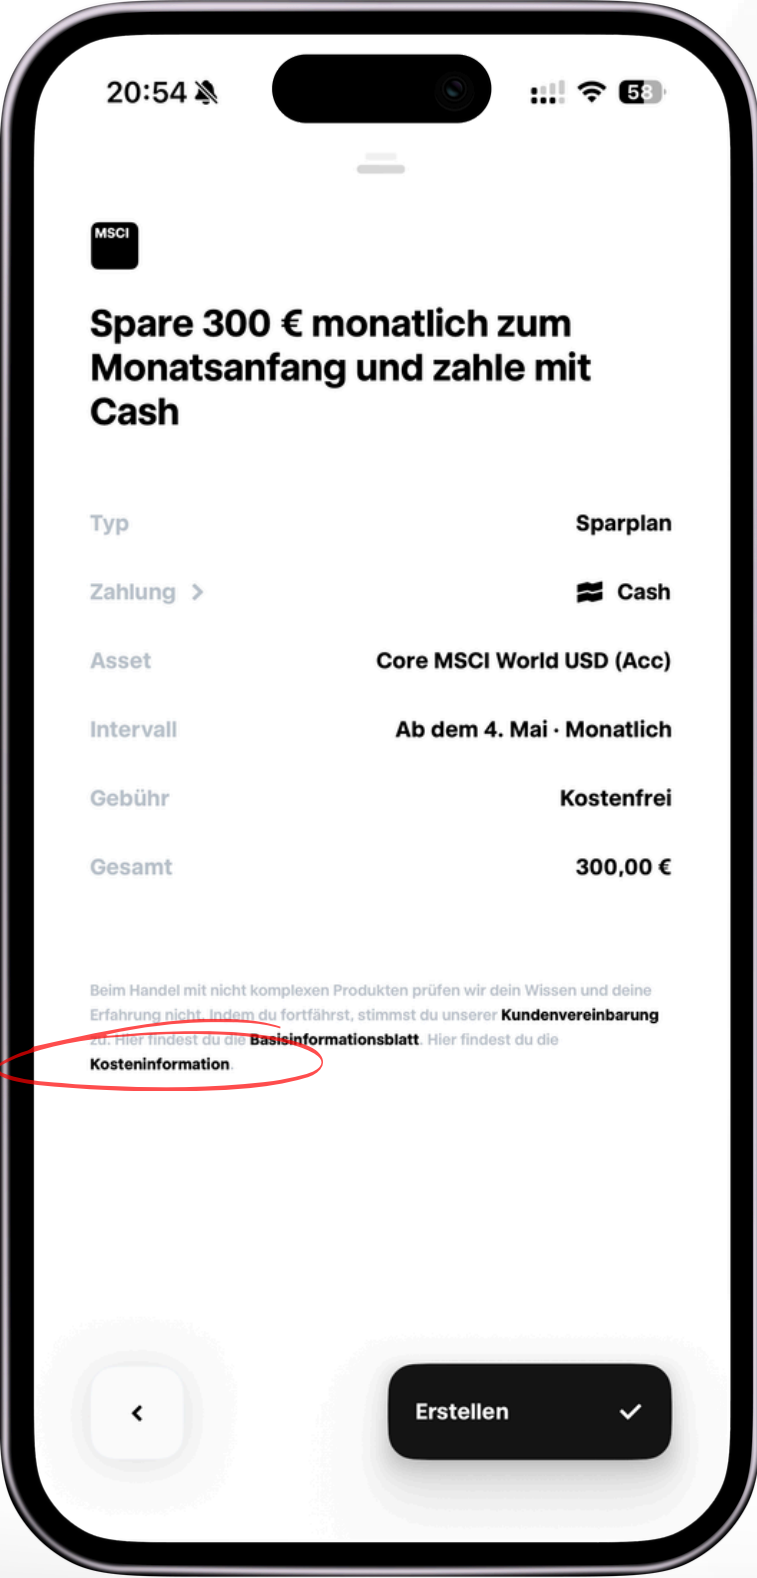 20:54 58
MSCI
Spare 300 € monatlich zum
Monatsanfang und zahle mit
Cash
Typ Sparplan
Zahlung > Cash
Asset Core MSCI World USD (Acc)
Intervall Ab dem 4. Mai · Monatlich
Gebühr Kostenfrei
Gesamt 300,00 €
Beim Handel mit nicht komplexen Produkten prüfen wir dein Wissen und deine
Erfahrung nicht. Indem du fortfährst, stimmst du unserer Kundenvereinbarung
zu. Hier findest du die Basisinformationsblatt. Hier findest du die
Kosteninformation.
Erstellen